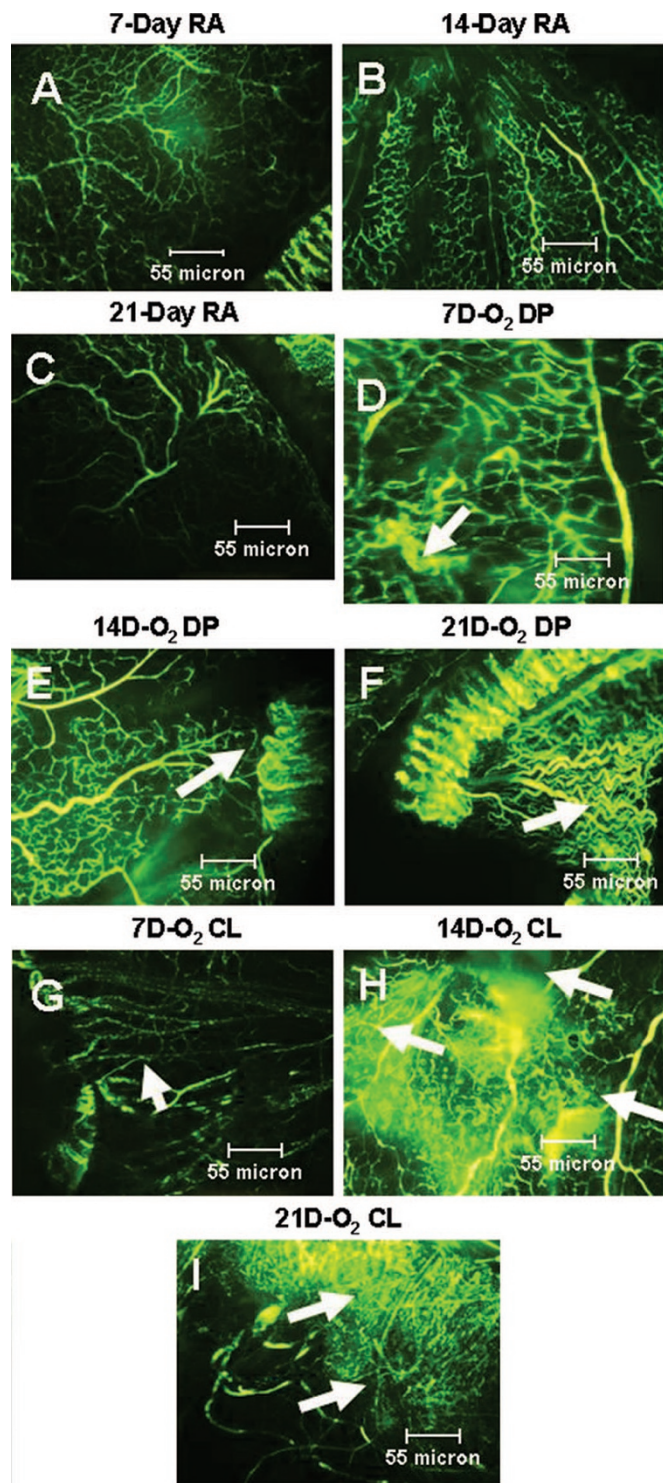 7-Day RA
14-Day RA
A
B
55 micron
55 micron
21-Day RA
7D-O₂ DP
C
D
55 micron
55 micron
14D-O₂ DP
21D-O₂ DP
E
F
55 micron
55 micron
7D-O₂ CL
14D-O₂ CL
G
H
55 micron
55 micron
21D-O₂ CL
I
55 micron